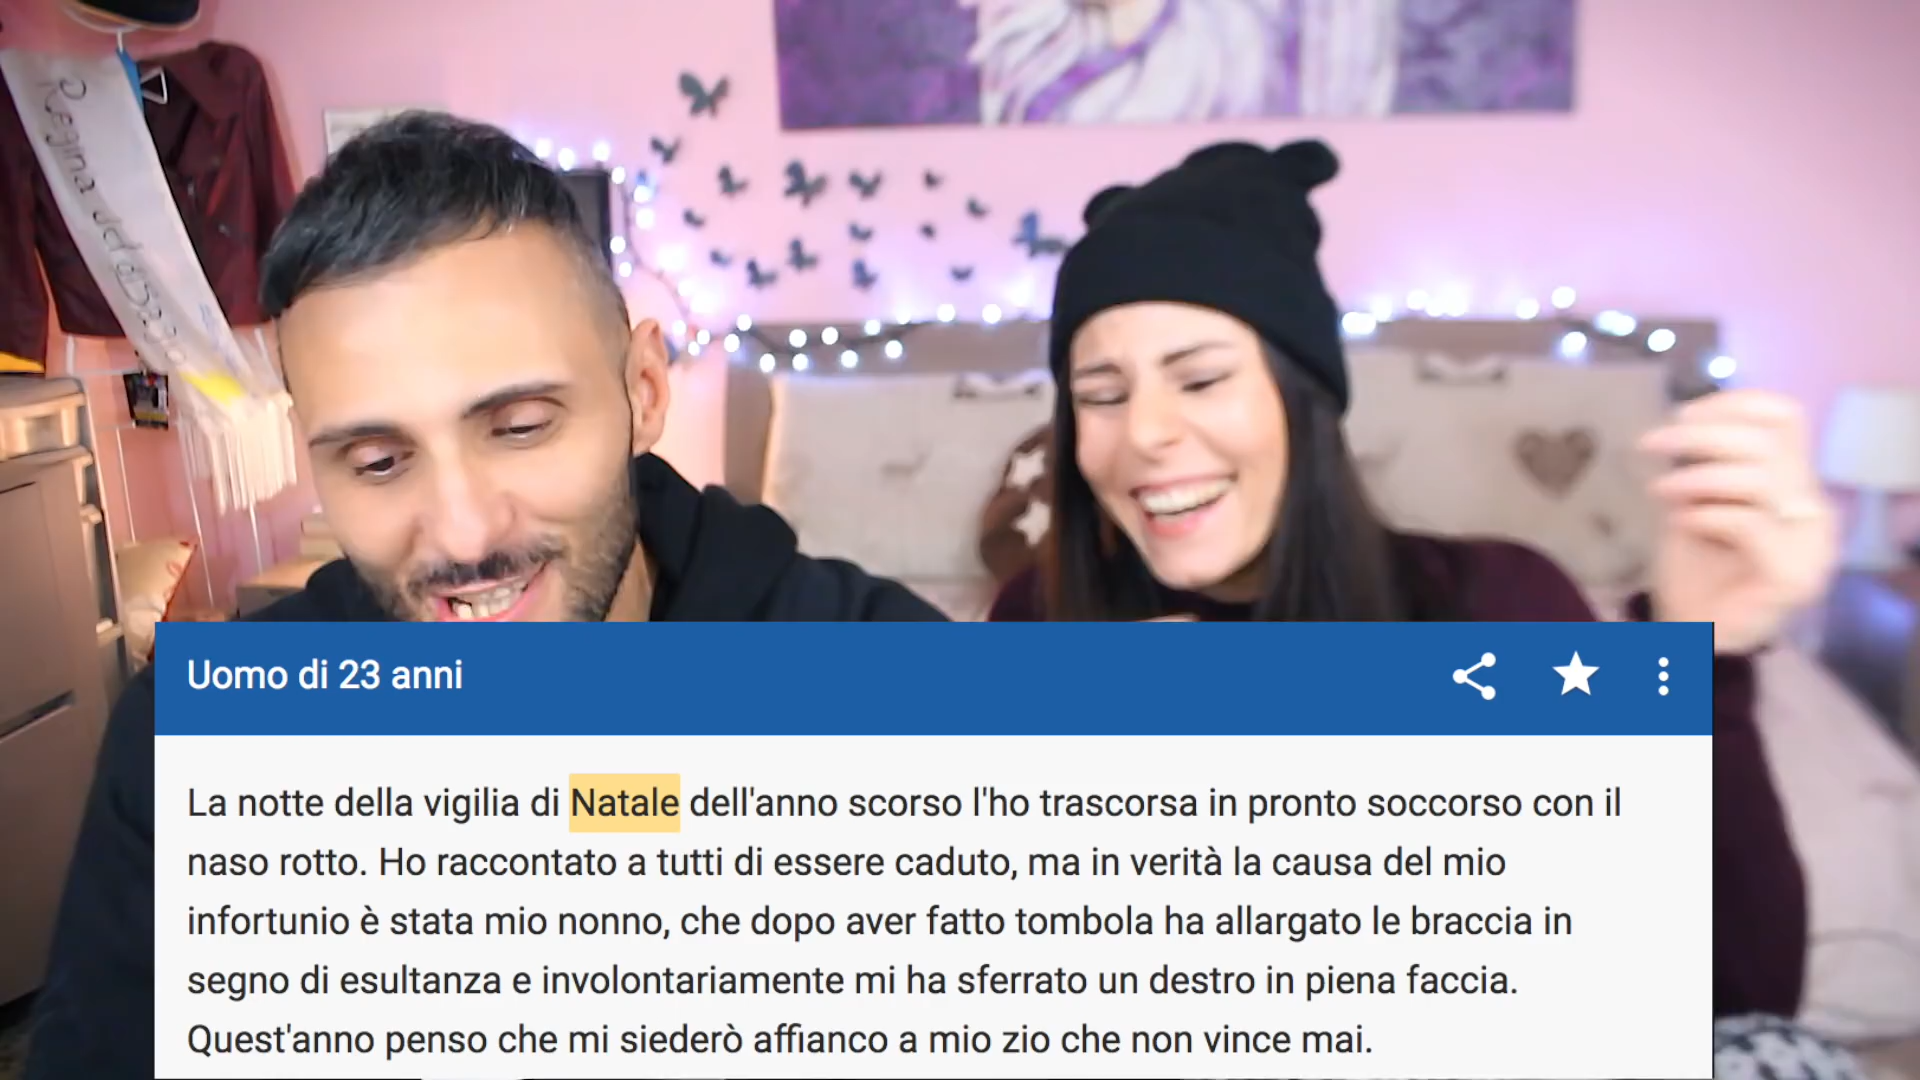 Regina del disagio
Uomo di 23 anni
La notte della vigilia di Natale dell'anno scorso l'ho trascorsa in pronto soccorso con il
naso rotto. Ho raccontato a tutti di essere caduto, ma in verità la causa del mio
infortunio è stata mio nonno, che dopo aver fatto tombola ha allargato le braccia in
segno di esultanza e involontariamente mi ha sferrato un destro in piena faccia.
Quest'anno penso che mi siederò affianco a mio zio che non vince mai.